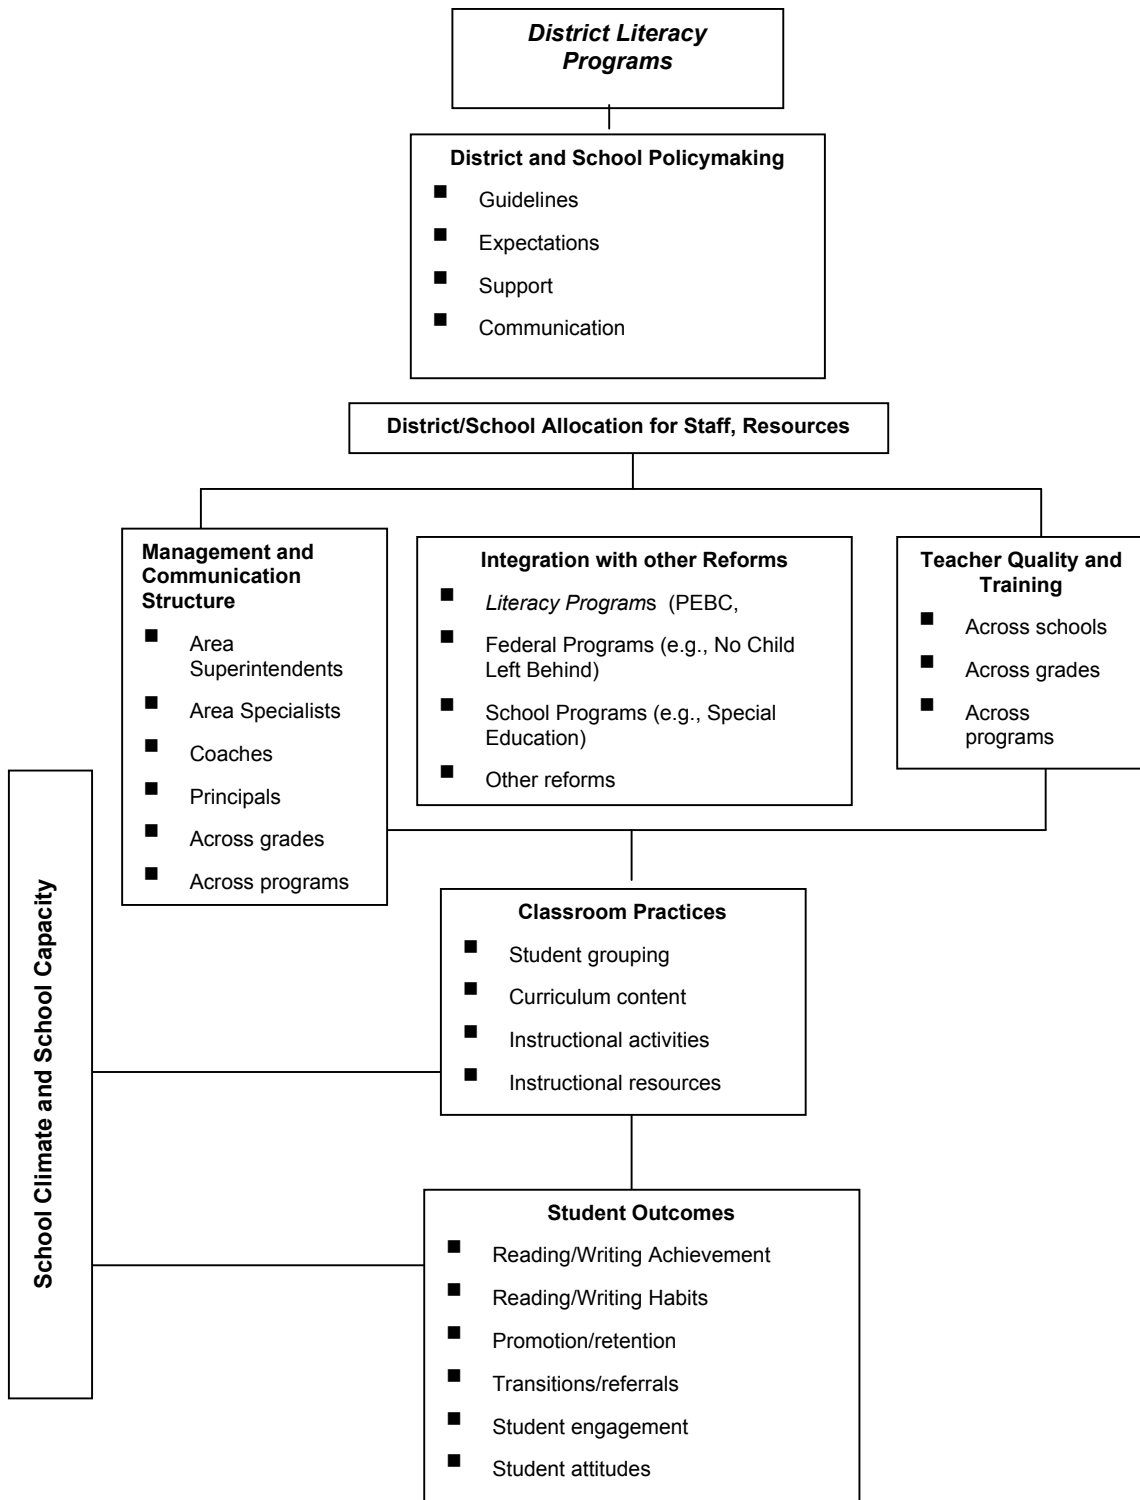 District Literacy
Programs
District and School Policymaking
■ Guidelines
■ Expectations
■ Support
■ Communication
District/School Allocation for Staff, Resources
Management and
Communication
Structure
■ Area
Superintendents
■ Area Specialists
■ Coaches
■ Principals
■ Across grades
■ Across programs
Integration with other Reforms
■ Literacy Programs (PEBC,
■ Federal Programs (e.g., No Child
Left Behind)
■ School Programs (e.g., Special
Education)
■ Other reforms
Teacher Quality and
Training
■ Across schools
■ Across grades
■ Across
programs
School Climate and School Capacity
Classroom Practices
■ Student grouping
■ Curriculum content
■ Instructional activities
■ Instructional resources
Student Outcomes
■ Reading/Writing Achievement
■ Reading/Writing Habits
■ Promotion/retention
■ Transitions/referrals
■ Student engagement
■ Student attitudes